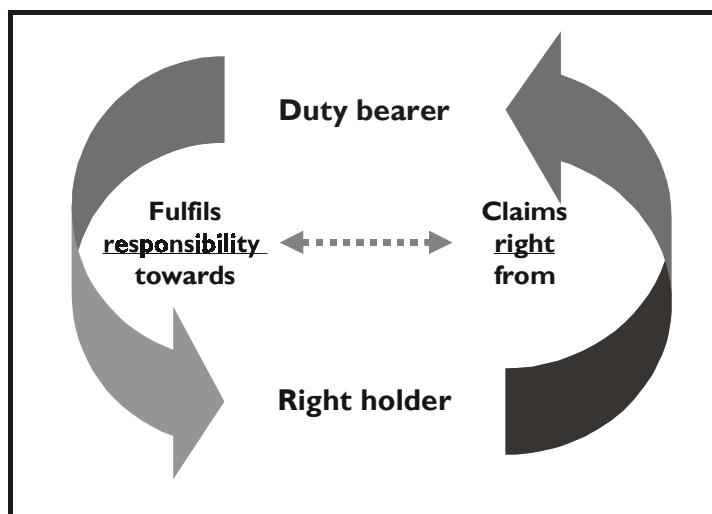 Duty bearer
Fulfils
responsibility
towards
Claims
right
from
Right holder